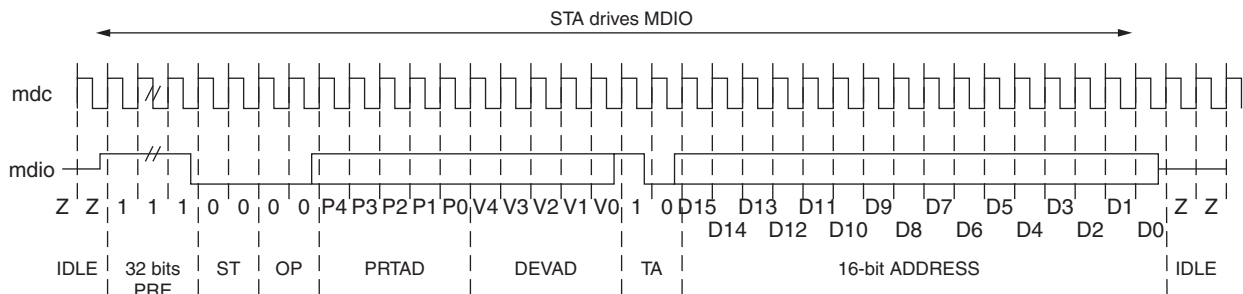 STA drives MDIO
mdc
mdio
Z Z 1 1 1 0 0 0 0 P4 P3 P2 P1 P0 V4 V3 V2 V1 V0 1 0 D15 D13 D11 D9 D7 D5 D3 D1 Z Z
D14 D12 D10 D8 D6 D4 D2 D0
IDLE 32 bits ST OP PRTAD DEVAD TA 16-bit ADDRESS IDLE
PRE